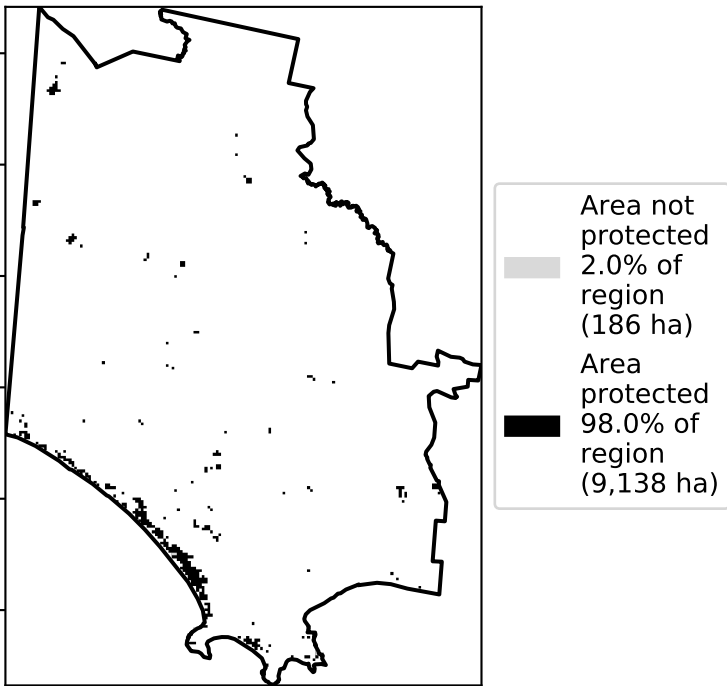 Area not
protected
2.0% of
region
(186 ha)
Area
protected
98.0% of
region
(9,138 ha)